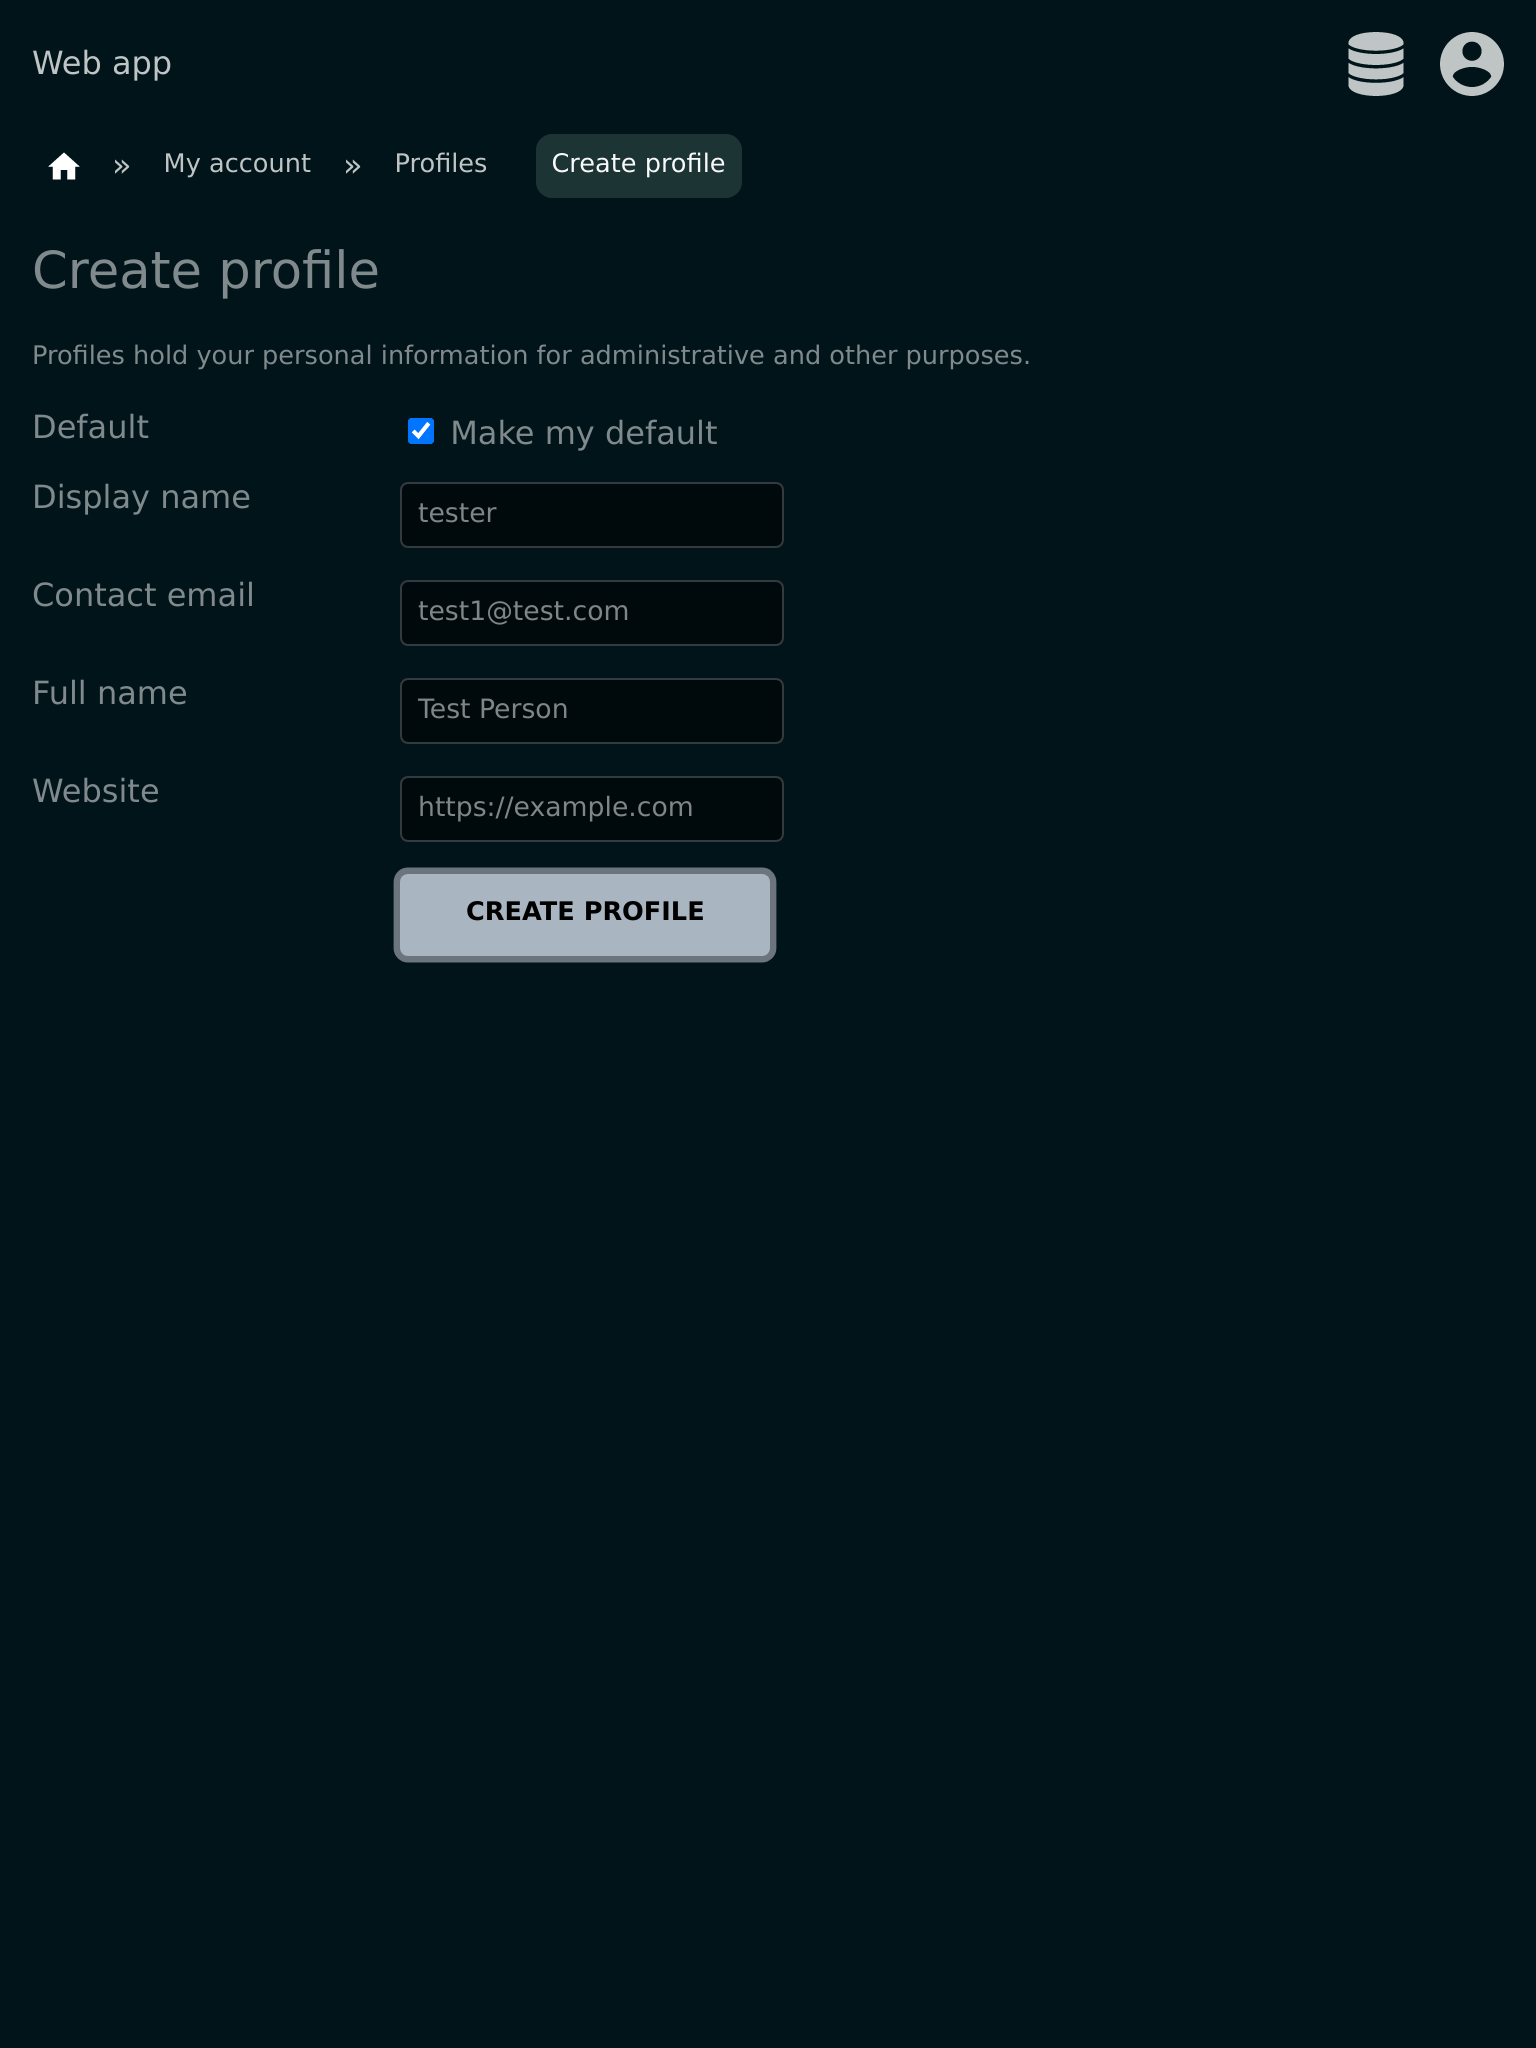 Web app
» My account » Profiles Create profile
Create profile
Profiles hold your personal information for administrative and other purposes.
Default Make my default
Display name tester
Contact email test1@test.com
Full name Test Person
Website https://example.com
CREATE PROFILE